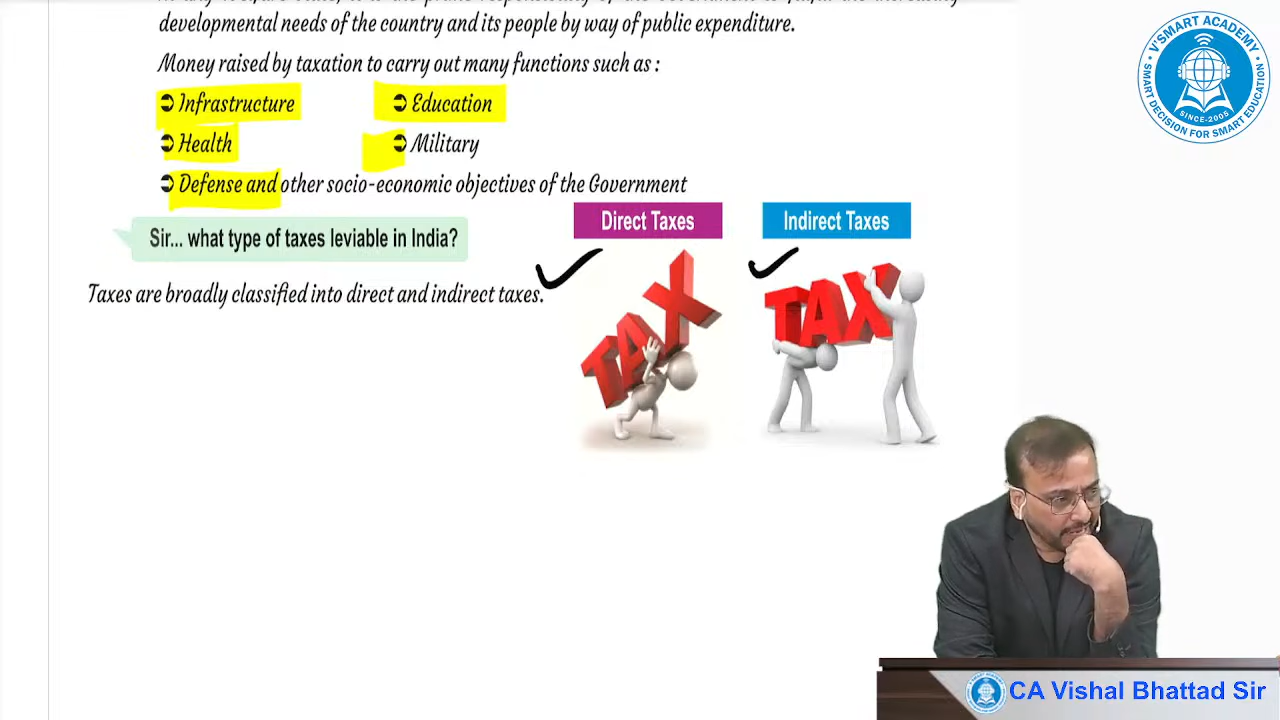 developmental needs of the country and its people by way of public expenditure.
Money raised by taxation to carry out many functions such as :
➲ Infrastructure ➲ Education
➲ Health ➲ Military
➲ Defense and other socio-economic objectives of the Government
Direct Taxes Indirect Taxes
Sir... what type of taxes leviable in India?
Taxes are broadly classified into direct and indirect taxes.
TAX
TAX
V'SMART ACADEMY
SMART DECISION FOR SMART EDUCATION
SINCE-2005
CA Vishal Bhattad Sir